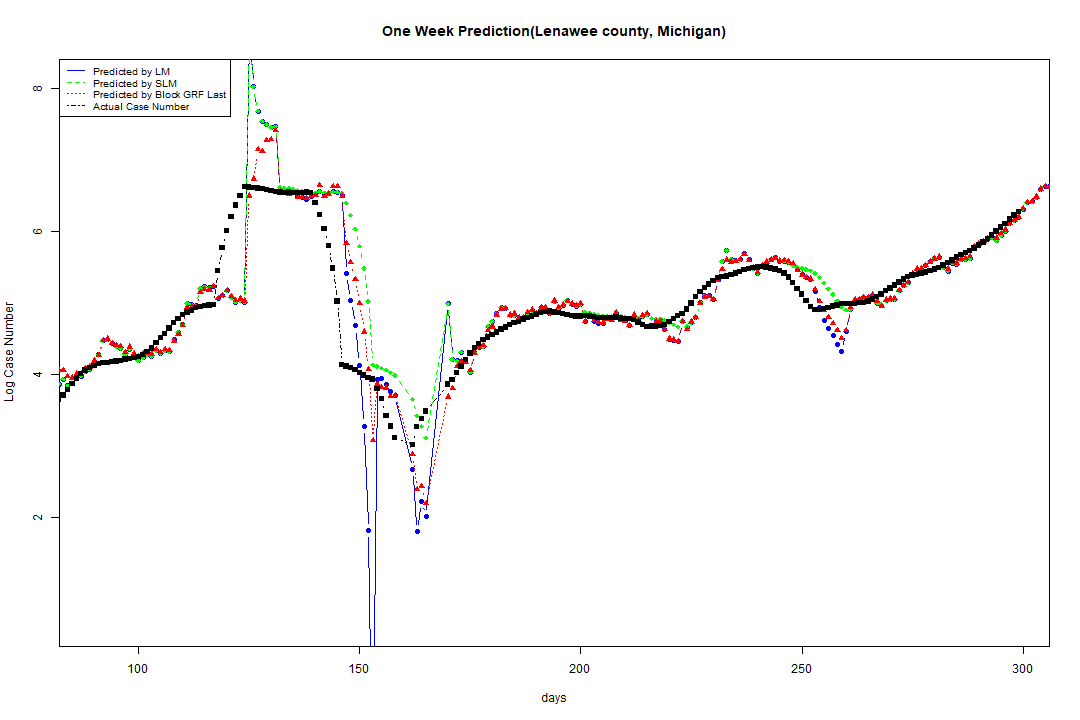 One Week Prediction(Lenawee county, Michigan)
Predicted by LM
Predicted by SLM
Predicted by Block GRF Last
Actual Case Number
Log Case Number
8
6
4
2
100 150 200 250 300
days